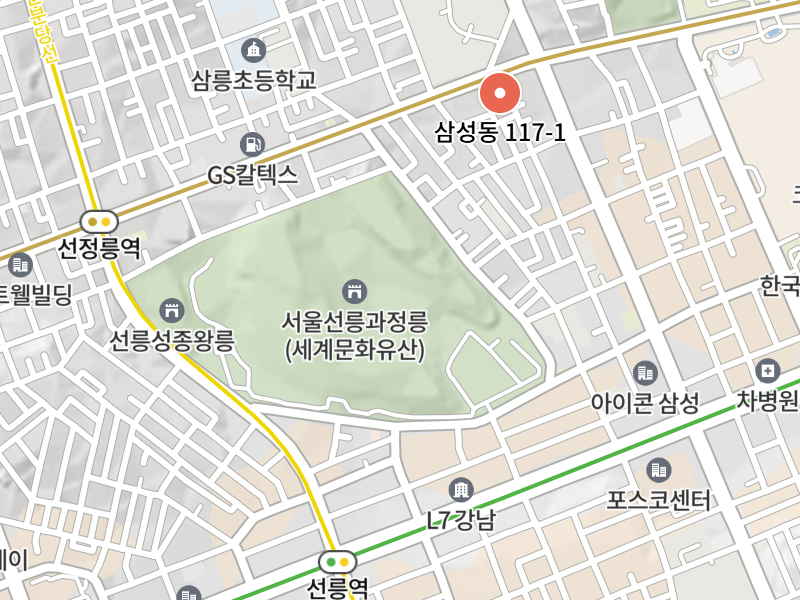 분당선
삼릉초등학교
삼성동 117-1
GS칼텍스
선정릉역
트웰빌딩
한국
서울선릉과정릉
(세계문화유산)
선릉성종왕릉
아이콘 삼성
차병원
포스코센터
L7 강남
테이
선릉역